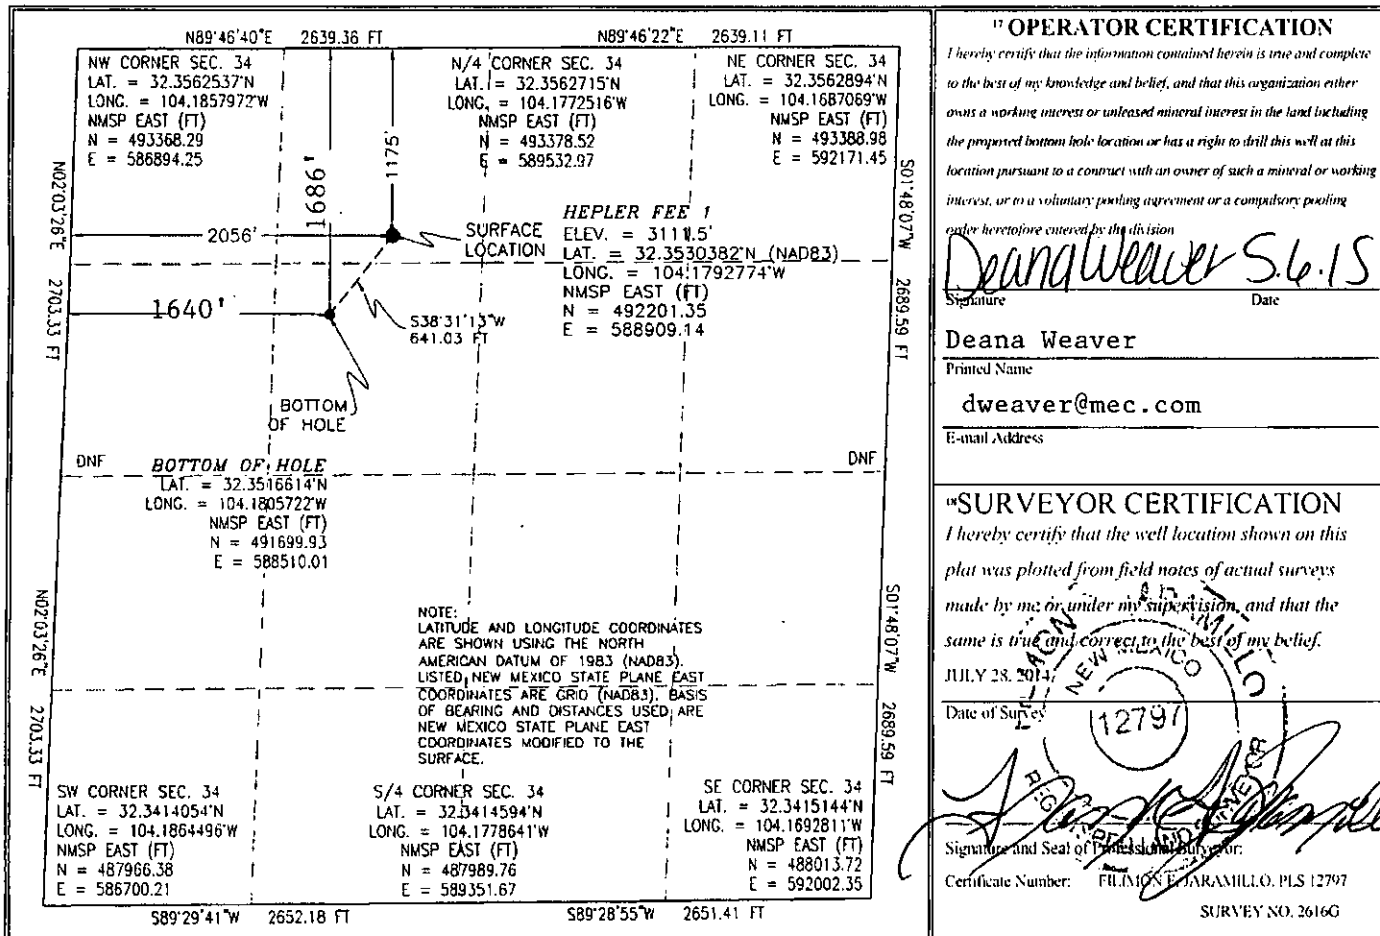 N89°46'40"E 2639.36 FT
N89°46'22"E 2639.11 FT
NW CORNER SEC. 34
LAT. = 32.3562537'N
LONG. = 104.1857972'W
NMSP EAST (FT)
N = 493368.29
E = 586894.25
N/4 CORNER SEC. 34
LAT. = 32.3562715'N
LONG. = 104.1772516'W
NMSP EAST (FT)
N = 493378.52
E = 589532.97
NE CORNER SEC. 34
LAT. = 32.3562894'N
LONG. = 104.1687069'W
NMSP EAST (FT)
N = 493388.98
E = 592171.45
N02°03'26"E 2703.33 FT
1686'
1175'
S01°48'07"W 2689.59 FT
2056'
SURFACE
LOCATION
HEPLER FEE 1
ELEV. = 3111.5'
LAT. = 32.3530382'N (NAD83)
LONG. = 104.1792774'W
NMSP EAST (FT)
N = 492201.35
E = 588909.14
1640'
S38°31'13"W
641.03 FT
BOTTOM
OF HOLE
DNF
DNF
BOTTOM OF HOLE
LAT. = 32.3516614'N
LONG. = 104.1805722'W
NMSP EAST (FT)
N = 491699.93
E = 588510.01
N02°03'26"E 2703.33 FT
S01°48'07"W 2689.59 FT
NOTE:
LATITUDE AND LONGITUDE COORDINATES
ARE SHOWN USING THE NORTH
AMERICAN DATUM OF 1983 (NAD83).
LISTED NEW MEXICO STATE PLANE EAST
COORDINATES ARE GRID (NAD83). BASIS
OF BEARING AND DISTANCES USED ARE
NEW MEXICO STATE PLANE EAST
COORDINATES MODIFIED TO THE
SURFACE.
SW CORNER SEC. 34
LAT. = 32.3414054'N
LONG. = 104.1864496'W
NMSP EAST (FT)
N = 487966.38
E = 586700.21
S/4 CORNER SEC. 34
LAT. = 32.3414594'N
LONG. = 104.1778641'W
NMSP EAST (FT)
N = 487989.76
E = 589351.67
SE CORNER SEC. 34
LAT. = 32.3415144'N
LONG. = 104.1692811'W
NMSP EAST (FT)
N = 488013.72
E = 592002.35
S89°29'41"W 2652.18 FT
S89°28'55"W 2651.41 FT
17 OPERATOR CERTIFICATION
I hereby certify that the information contained herein is true and complete
to the best of my knowledge and belief, and that this organization either
owns a working interest or unleased mineral interest in the land including
the proposed bottom hole location or has a right to drill this well at this
location pursuant to a contract with an owner of such a mineral or working
interest, or to a voluntary pooling agreement or a compulsory pooling
order heretofore entered by the division
Deana Weaver 5.6.15
Signature Date
Deana Weaver
Printed Name
dweaver@mec.com
E-mail Address
18 SURVEYOR CERTIFICATION
I hereby certify that the well location shown on this
plat was plotted from field notes of actual surveys
made by me or under my supervision, and that the
same is true and correct to the best of my belief.
JULY 28, 2014
Date of Survey
NEW MEXICO
12797
Signature and Seal of Professional Surveyor:
Certificate Number: FILIMON F. JARAMILLO, PLS 12797
SURVEY NO. 2616G